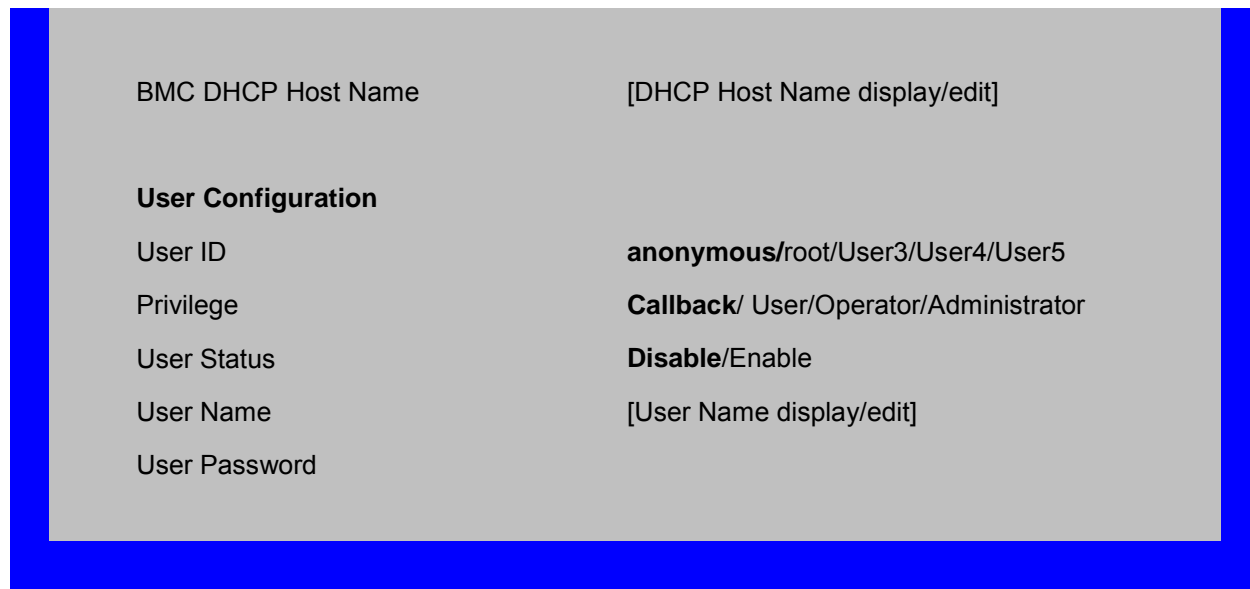 BMC DHCP Host Name [DHCP Host Name display/edit]
User Configuration
User ID anonymous/root/User3/User4/User5
Privilege Callback/ User/Operator/Administrator
User Status Disable/Enable
User Name [User Name display/edit]
User Password